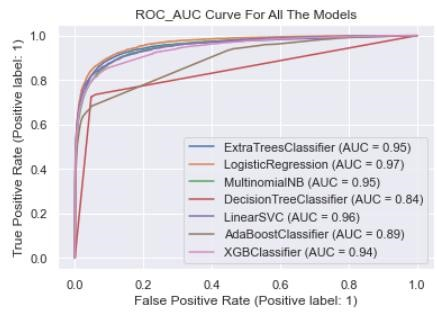 ROC_AUC Curve For All The Models
True Positive Rate (Positive label: 1)
1.0
0.8
0.6
0.4
0.2
0.0
ExtraTreesClassifier (AUC = 0.95)
LogisticRegression (AUC = 0.97)
MultinomialNB (AUC = 0.95)
DecisionTreeClassifier (AUC = 0.84)
LinearSVC (AUC = 0.96)
AdaBoostClassifier (AUC = 0.89)
XGBClassifier (AUC = 0.94)
0.0 0.2 0.4 0.6 0.8 1.0
False Positive Rate (Positive label: 1)